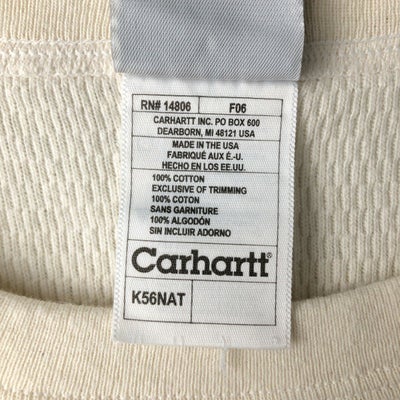 RN# 14806 F06
CARHARTT INC. PO BOX 600
DEARBORN, MI 48121 USA
MADE IN THE USA
FABRIQUÉ AUX É.-U.
HECHO EN LOS EE.UU.
100% COTTON
EXCLUSIVE OF TRIMMING
100% COTON
SANS GARNITURE
100% ALGODÓN
SIN INCLUIR ADORNO
Carhartt
K56NAT